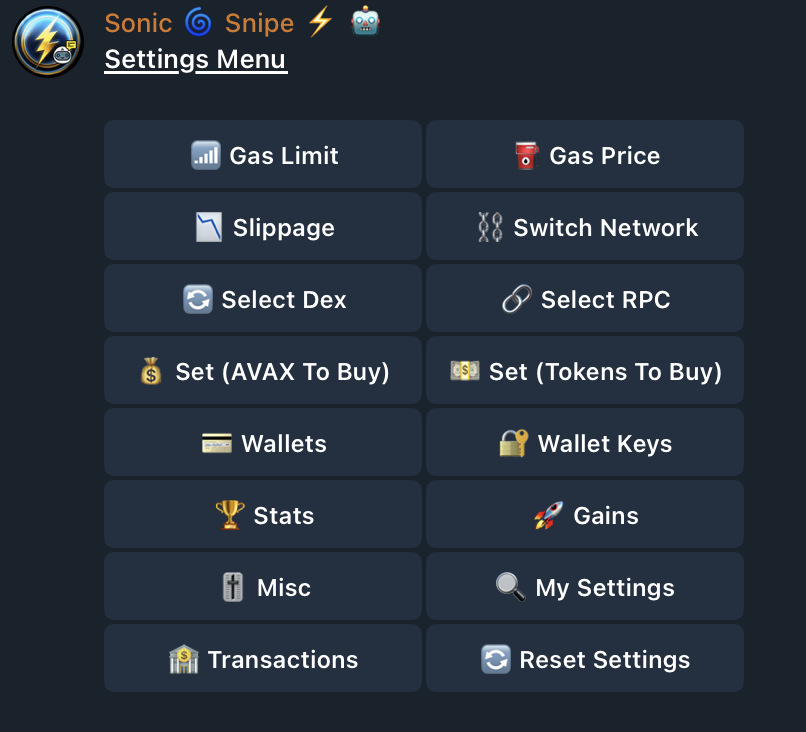 Sonic 🌀 Snipe ⚡ 🤖
Settings Menu
📶 Gas Limit
⛽ Gas Price
📉 Slippage
⛓ Switch Network
🔄 Select Dex
🔗 Select RPC
💰 Set (AVAX To Buy)
💵 Set (Tokens To Buy)
💳 Wallets
🔐 Wallet Keys
🏆 Stats
🚀 Gains
🎚 Misc
🔍 My Settings
🏦 Transactions
🔄 Reset Settings